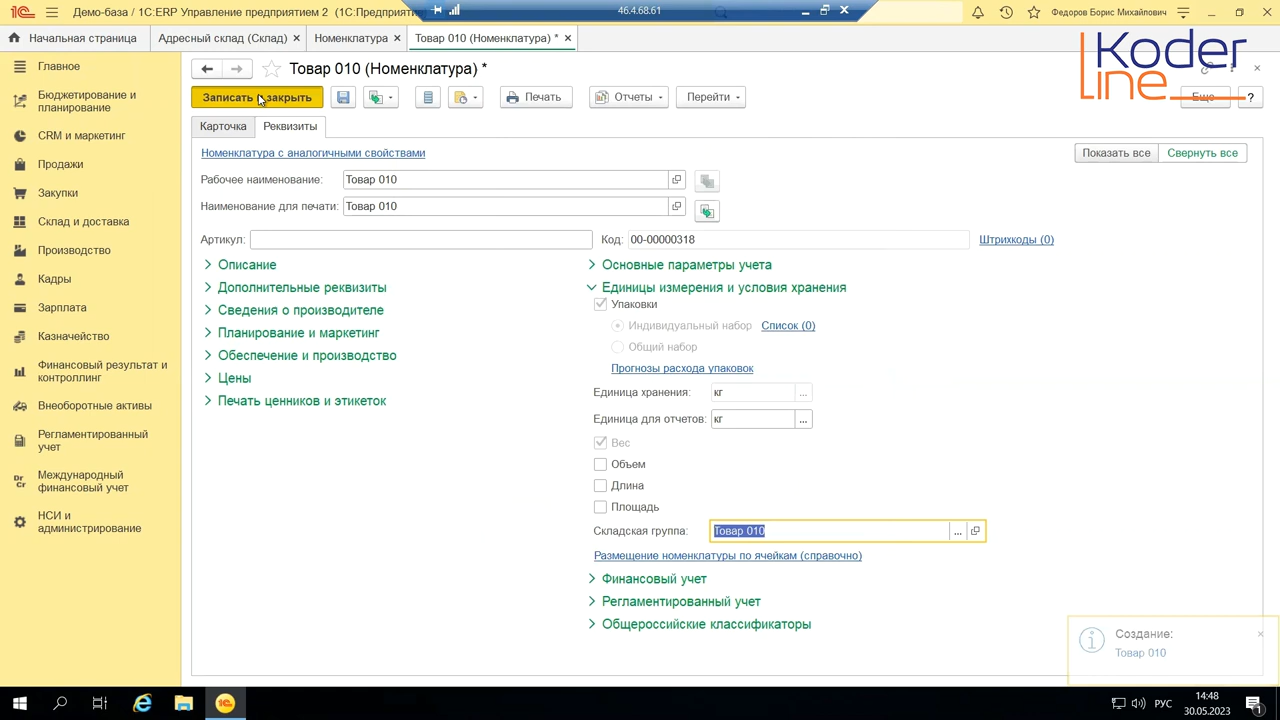 Демо-база / 1С:ERP Управление предприятием 2 (1С:Предприятие
46.4.68.61
Федоров Борис Михайлович
Начальная страница
Адресный склад (Склад) ×
Номенклатура ×
Товар 010 (Номенклатура) * ×
Koder
line
Товар 010 (Номенклатура) *
Записать и закрыть
Печать
Отчеты
Перейти
Еще
?
Карточка
Реквизиты
Номенклатура с аналогичными свойствами
Показать все
Свернуть все
Рабочее наименование:
Товар 010
Наименование для печати:
Товар 010
Артикул:
Код:
00-00000318
Штрихкоды (0)
Описание
Дополнительные реквизиты
Сведения о производителе
Планирование и маркетинг
Обеспечение и производство
Цены
Печать ценников и этикеток
Основные параметры учета
Единицы измерения и условия хранения
Упаковки
Индивидуальный набор
Список (0)
Общий набор
Прогнозы расхода упаковок
Единица хранения:
кг
...
Единица для отчетов:
кг
...
Вес
Объем
Длина
Площадь
Складская группа:
Товар 010
...
Размещение номенклатуры по ячейкам (справочно)
Финансовый учет
Регламентированный учет
Общероссийские классификаторы
Главное
Бюджетирование и
планирование
CRM и маркетинг
Продажи
Закупки
Склад и доставка
Производство
Кадры
Зарплата
Казначейство
Финансовый результат и
контроллинг
Внеоборотные активы
Регламентированный
учет
Международный
финансовый учет
НСИ и
администрирование
Создание:
Товар 010
РУС
14:48
30.05.2023
1